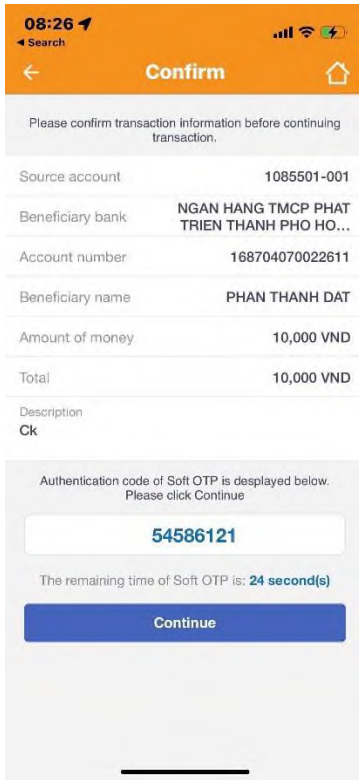 08:26
Search
Confirm
Please confirm transaction information before continuing
transaction.
Source account 1085501-001
Beneficiary bank NGAN HANG TMCP PHAT
TRIEN THANH PHO HO...
Account number 168704070022611
Beneficiary name PHAN THANH DAT
Amount of money 10,000 VND
Total 10,000 VND
Description
Ck
Authentication code of Soft OTP is desplayed below.
Please click Continue
54586121
The remaining time of Soft OTP is: 24 second(s)
Continue